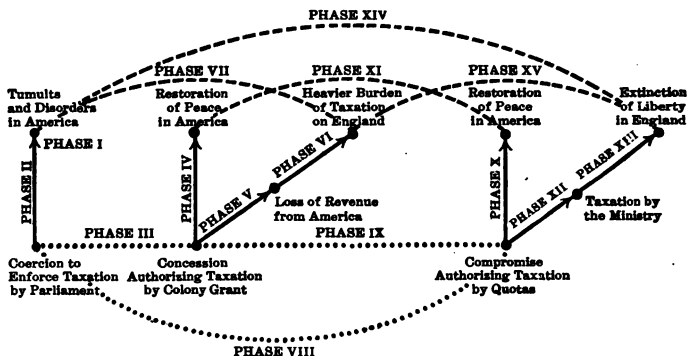 PHASE XIV
PHASE VII
PHASE XI
PHASE XV
Tumults
and Disorders
in America
Restoration
of Peace
in America
Heavier Burden
of Taxation
on England
Restoration
of Peace
in America
Extinction
of Liberty
in England
PHASE I
PHASE II
PHASE IV
PHASE V
PHASE VI
PHASE X
PHASE XII
PHASE XIII
Loss of Revenue
from America
Taxation by
the Ministry
PHASE III
PHASE IX
Coercion to
Enforce Taxation
by Parliament
Concession
Authorizing Taxation
by Colony Grant
Compromise
Authorizing Taxation
by Quotas
PHASE VIII